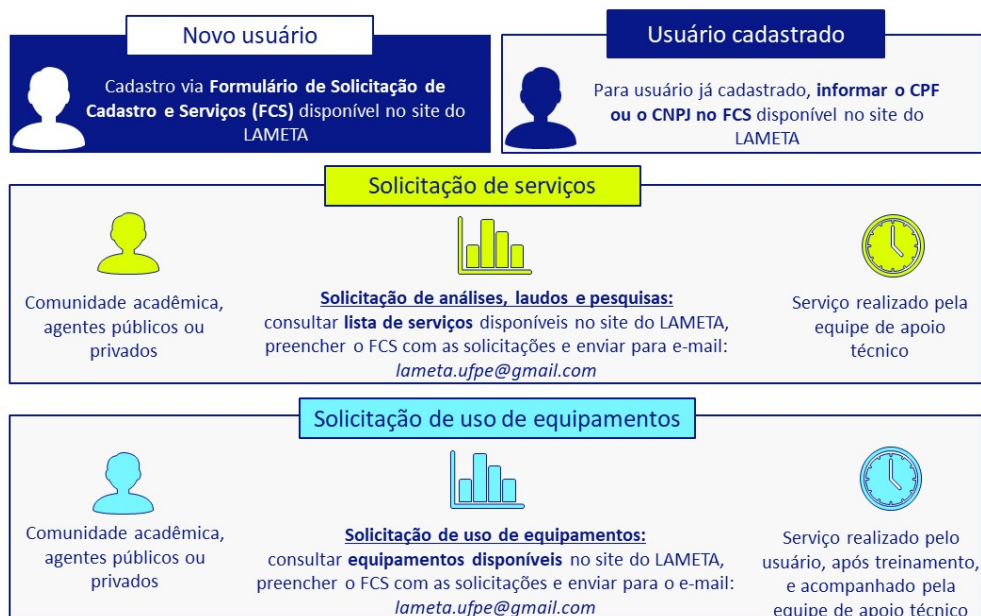 Novo usuário
Cadastro via Formulário de Solicitação de
Cadastro e Serviços (FCS) disponível no site do
LAMETA
Usuário cadastrado
Para usuário já cadastrado, informar o CPF
ou o CNPJ no FCS disponível no site do
LAMETA
Solicitação de serviços
Comunidade acadêmica,
agentes públicos ou
privados
Solicitação de análises, laudos e pesquisas:
consultar lista de serviços disponíveis no site do LAMETA,
preencher o FCS com as solicitações e enviar para e-mail:
lameta.ufpe@gmail.com
Serviço realizado pela
equipe de apoio
técnico
Solicitação de uso de equipamentos
Comunidade acadêmica,
agentes públicos ou
privados
Solicitação de uso de equipamentos:
consultar equipamentos disponíveis no site do LAMETA,
preencher o FCS com as solicitações e enviar para o e-mail:
lameta.ufpe@gmail.com
Serviço realizado pelo
usuário, após treinamento,
e acompanhado pela
equipe de apoio técnico